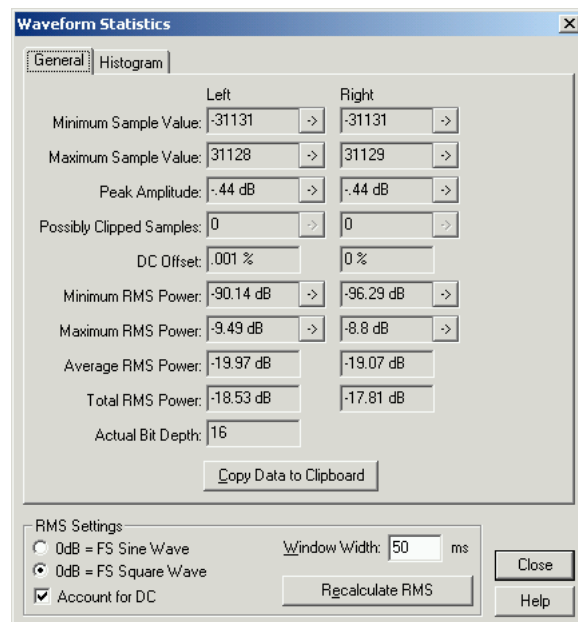 Waveform Statistics
General Histogram
Left Right
Minimum Sample Value: -31131 -> -31131 ->
Maximum Sample Value: 31128 -> 31129 ->
Peak Amplitude: -.44 dB -> -.44 dB ->
Possibly Clipped Samples: 0 -> 0 ->
DC Offset: .001 % 0 %
Minimum RMS Power: -90.14 dB -> -96.29 dB ->
Maximum RMS Power: -9.49 dB -> -8.8 dB ->
Average RMS Power: -19.97 dB -19.07 dB
Total RMS Power: -18.53 dB -17.81 dB
Actual Bit Depth: 16
Copy Data to Clipboard
RMS Settings
0dB = FS Sine Wave Window Width: 50 ms
0dB = FS Square Wave
Account for DC Recalculate RMS
Close
Help